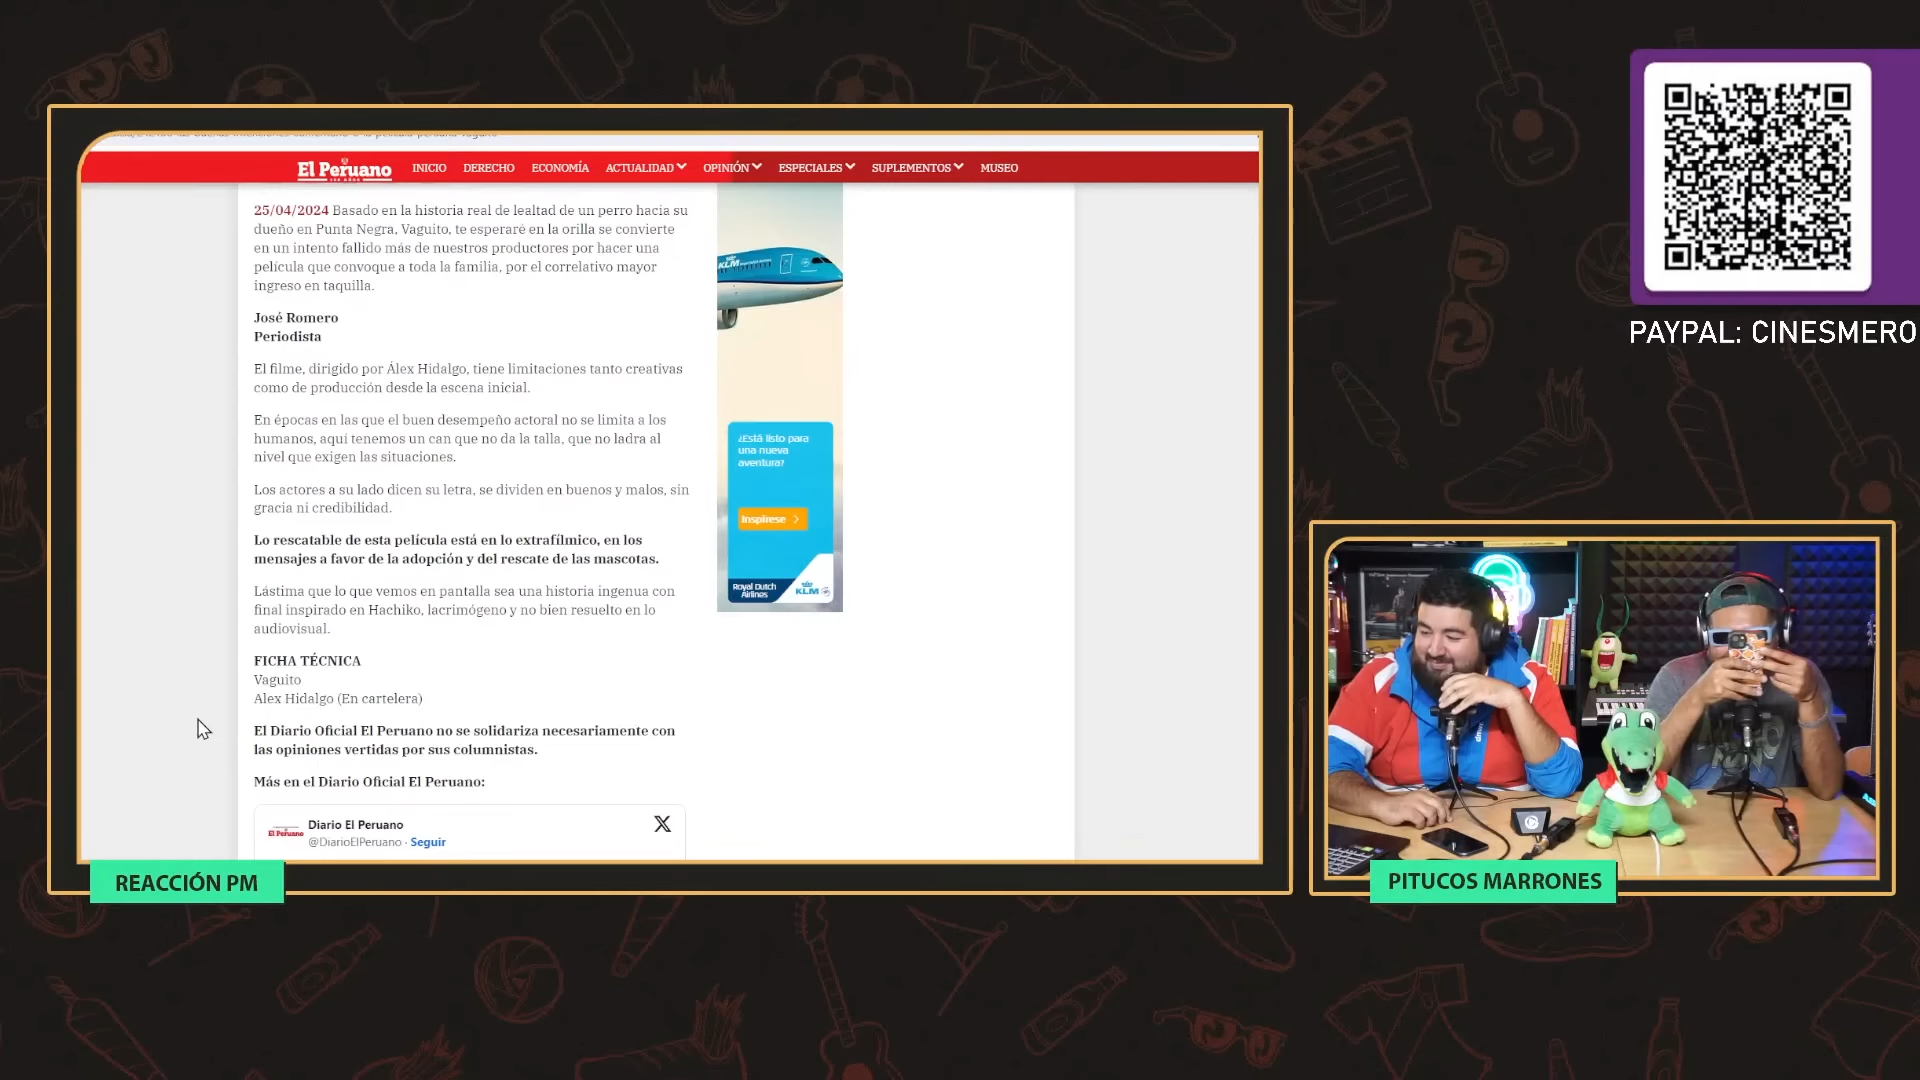 El Peruano
INICIO
DERECHO
ECONOMÍA
ACTUALIDAD
OPINIÓN
ESPECIALES
SUPLEMENTOS
MUSEO
25/04/2024 Basado en la historia real de lealtad de un perro hacia su
dueño en Punta Negra, Vaguito, te esperaré en la orilla se convierte
en un intento fallido más de nuestros productores por hacer una
película que convoque a toda la familia, por el correlativo mayor
ingreso en taquilla.
José Romero
Periodista
El filme, dirigido por Álex Hidalgo, tiene limitaciones tanto creativas
como de producción desde la escena inicial.
En épocas en las que el buen desempeño actoral no se limita a los
humanos, aquí tenemos un can que no da la talla, que no ladra al
nivel que exigen las situaciones.
Los actores a su lado dicen su letra, se dividen en buenos y malos, sin
gracia ni credibilidad.
Lo rescatable de esta película está en lo extrafílmico, en los
mensajes a favor de la adopción y del rescate de las mascotas.
Lástima que lo que vemos en pantalla sea una historia ingenua con
final inspirado en Hachiko, lacrimógeno y no bien resuelto en lo
audiovisual.
FICHA TÉCNICA
Vaguito
Alex Hidalgo (En cartelera)
El Diario Oficial El Peruano no se solidariza necesariamente con
las opiniones vertidas por sus columnistas.
Más en el Diario Oficial El Peruano:
El Peruano
Diario El Peruano
@DiarioElPeruano · Seguir
KLM
¿Está listo para
una nueva
aventura?
Inspírese
Royal Dutch
Airlines
KLM
REACCIÓN PM
PAYPAL: CINESMERO
PITUCOS MARRONES